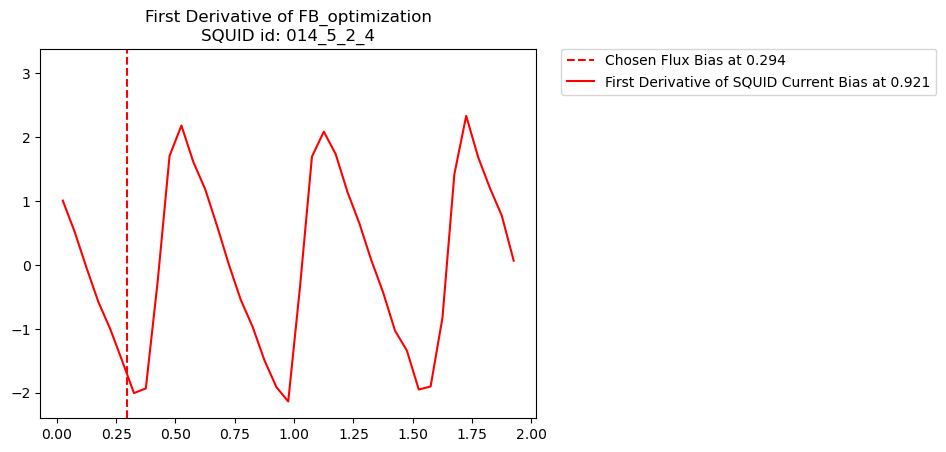 First Derivative of FB_optimization
SQUID id: 014_5_2_4
Chosen Flux Bias at 0.294
First Derivative of SQUID Current Bias at 0.921
3
2
1
0
−1
−2
0.00 0.25 0.50 0.75 1.00 1.25 1.50 1.75 2.00